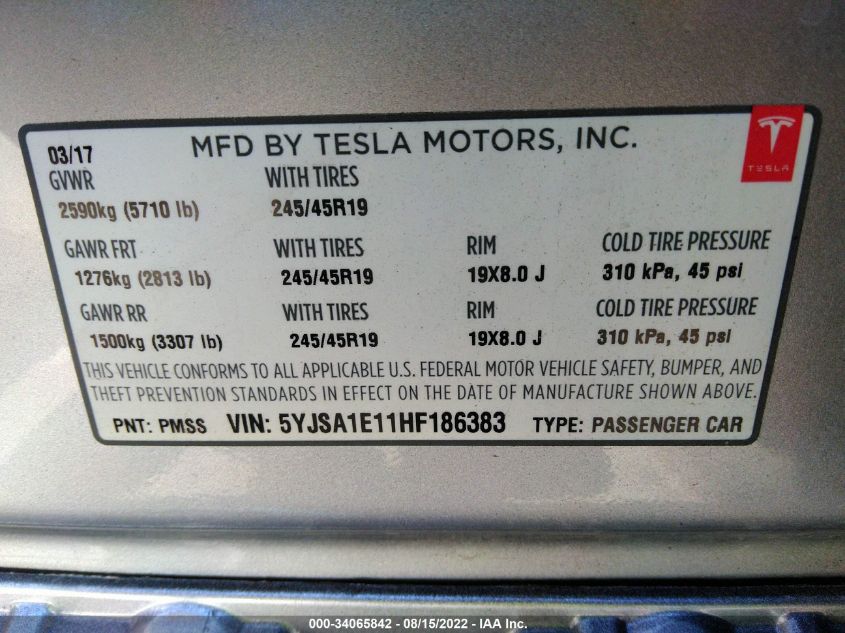 03/17 MFD BY TESLA MOTORS, INC.
TESLA
GVWR WITH TIRES
2590kg (5710 lb) 245/45R19
GAWR FRT WITH TIRES RIM COLD TIRE PRESSURE
1276kg (2813 lb) 245/45R19 19X8.0 J 310 kPa, 45 psi
GAWR RR WITH TIRES RIM COLD TIRE PRESSURE
1500kg (3307 lb) 245/45R19 19X8.0 J 310 kPa, 45 psi
THIS VEHICLE CONFORMS TO ALL APPLICABLE U.S. FEDERAL MOTOR VEHICLE SAFETY, BUMPER, AND
THEFT PREVENTION STANDARDS IN EFFECT ON THE DATE OF MANUFACTURE SHOWN ABOVE.
PNT: PMSS VIN: 5YJSA1E11HF186383 TYPE: PASSENGER CAR
000-34065842 - 08/15/2022 - IAA Inc.